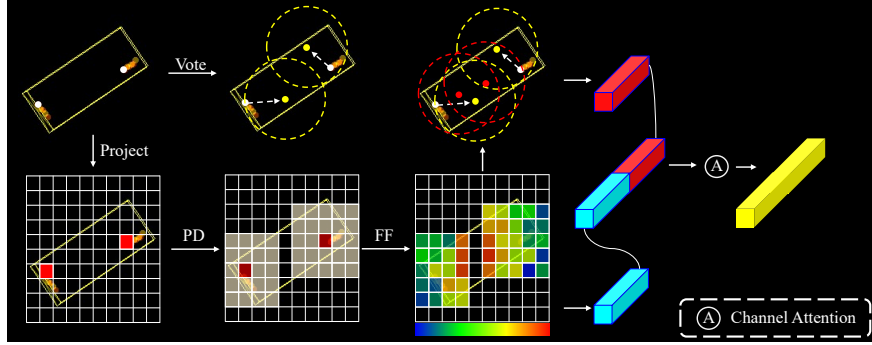 Vote
Project
PD
FF
A
A Channel Attention